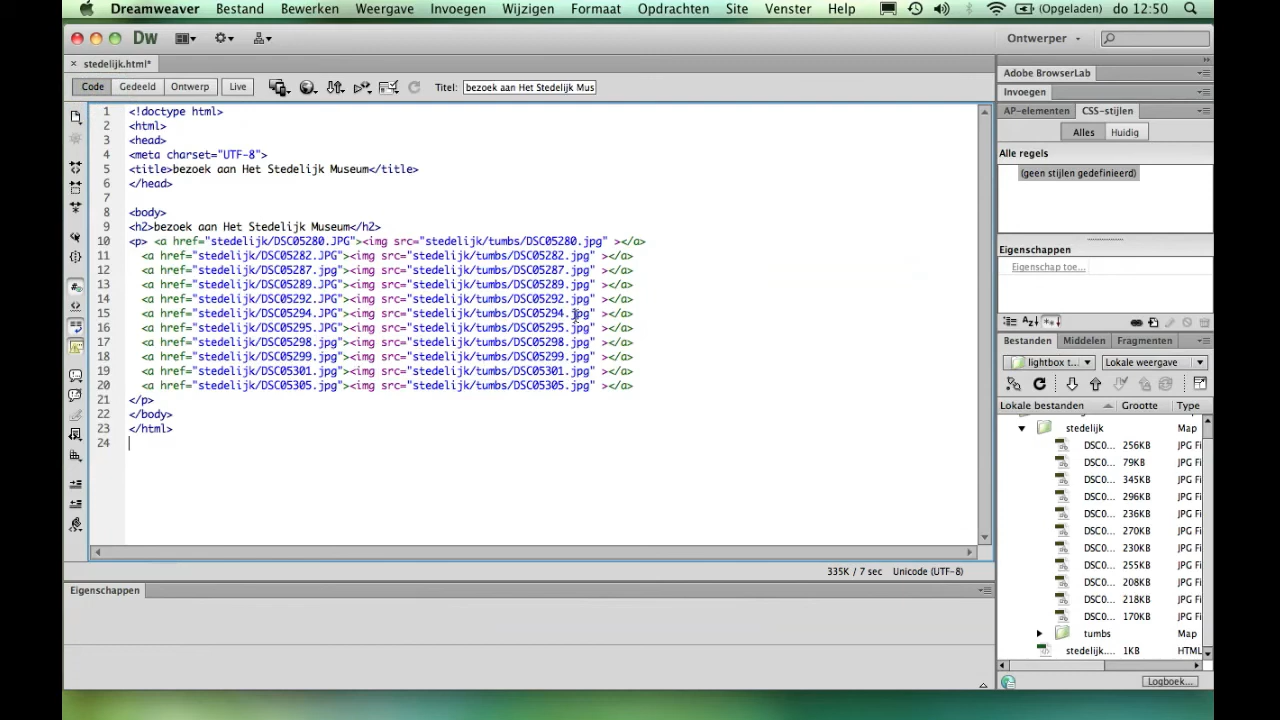 Dreamweaver Bestand Bewerken Weergave Invoegen Wijzigen Formaat Opdrachten Site Venster Help (Opgeladen) do 12:50
Dw Ontwerper
× stedelijk.html*
Code Gedeeld Ontwerp Live Titel: bezoek aan Het Stedelijk Mus
Adobe BrowserLab
Invoegen
AP-elementen CSS-stijlen
Alles Huidig
Alle regels
(geen stijlen gedefinieerd)
Eigenschappen
Eigenschap toe...
Bestanden Middelen Fragmenten
lightbox t... Lokale weergave
Lokale bestanden Grootte Type
stedelijk Map
DSC0... 256KB JPG Fi
DSC0... 79KB JPG Fi
DSC0... 345KB JPG Fi
DSC0... 296KB JPG Fi
DSC0... 236KB JPG Fi
DSC0... 270KB JPG Fi
DSC0... 230KB JPG Fi
DSC0... 255KB JPG Fi
DSC0... 208KB JPG Fi
DSC0... 218KB JPG Fi
DSC0... 170KB JPG Fi
tumbs Map
stedelijk.... 1KB HTML
Logboek...
1 <!doctype html>
2 <html>
3 <head>
4 <meta charset="UTF-8">
5 <title>bezoek aan Het Stedelijk Museum</title>
6 </head>
7
8 <body>
9 <h2>bezoek aan Het Stedelijk Museum</h2>
10 <p> <a href="stedelijk/DSC05280.JPG"><img src="stedelijk/tumbs/DSC05280.jpg" ></a>
11 <a href="stedelijk/DSC05282.JPG"><img src="stedelijk/tumbs/DSC05282.jpg" ></a>
12 <a href="stedelijk/DSC05287.JPG"><img src="stedelijk/tumbs/DSC05287.jpg" ></a>
13 <a href="stedelijk/DSC05289.JPG"><img src="stedelijk/tumbs/DSC05289.jpg" ></a>
14 <a href="stedelijk/DSC05292.JPG"><img src="stedelijk/tumbs/DSC05292.jpg" ></a>
15 <a href="stedelijk/DSC05294.JPG"><img src="stedelijk/tumbs/DSC05294.jpg" ></a>
16 <a href="stedelijk/DSC05295.JPG"><img src="stedelijk/tumbs/DSC05295.jpg" ></a>
17 <a href="stedelijk/DSC05298.jpg"><img src="stedelijk/tumbs/DSC05298.jpg" ></a>
18 <a href="stedelijk/DSC05299.jpg"><img src="stedelijk/tumbs/DSC05299.jpg" ></a>
19 <a href="stedelijk/DSC05301.jpg"><img src="stedelijk/tumbs/DSC05301.jpg" ></a>
20 <a href="stedelijk/DSC05305.jpg"><img src="stedelijk/tumbs/DSC05305.jpg" ></a>
21 </p>
22 </body>
23 </html>
24
335K / 7 sec Unicode (UTF-8)
Eigenschappen